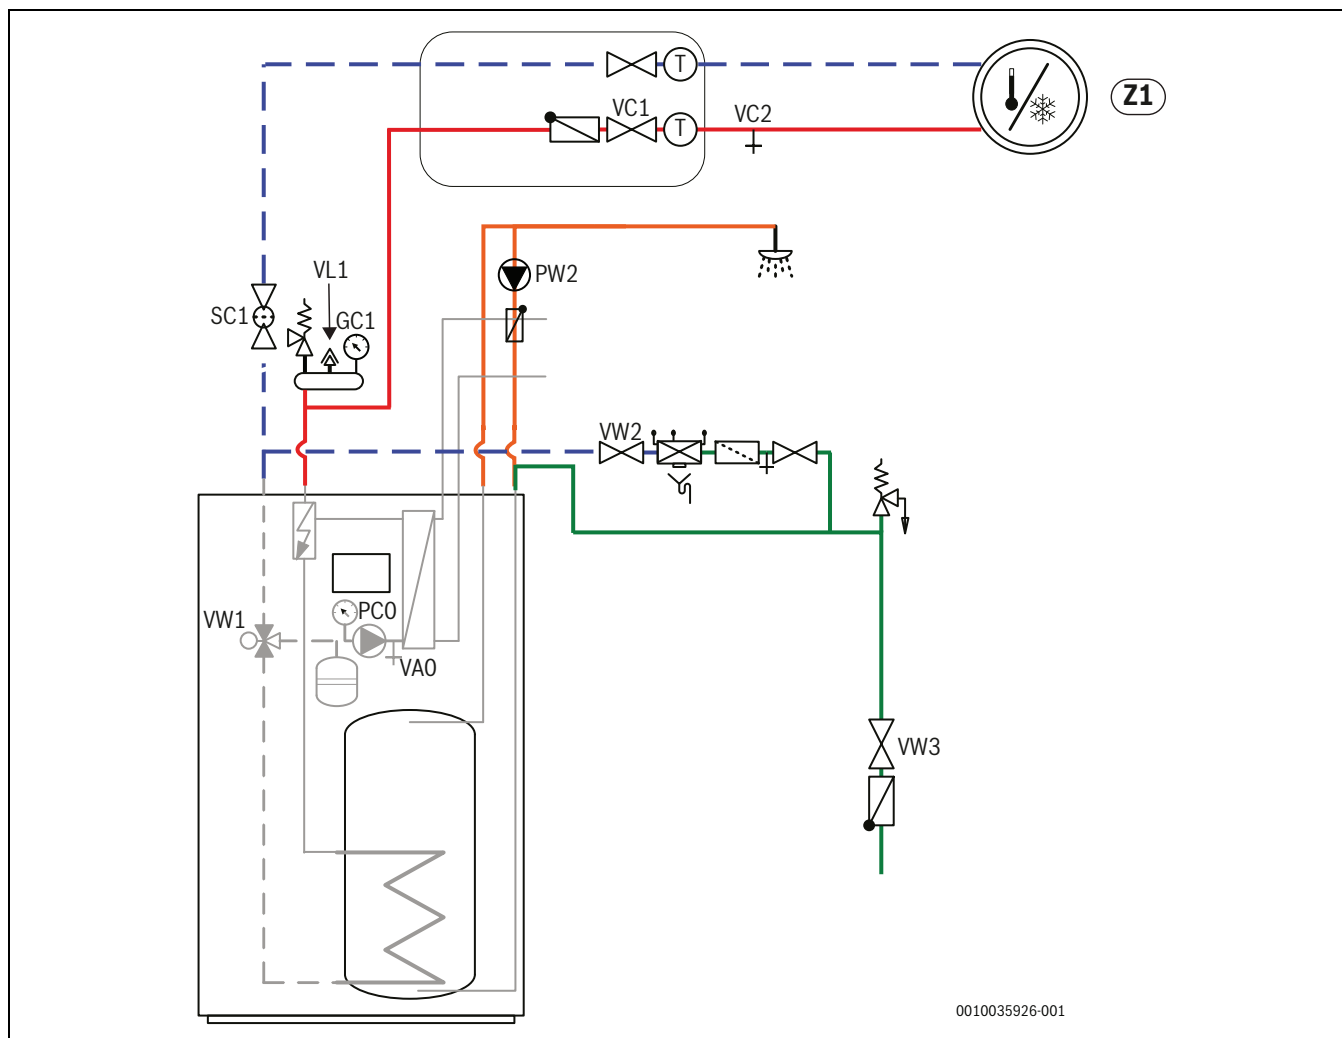 T
VC1
T
VC2
Z1
VL1
SC1
GC1
PW2
VW2
PC0
VW1
VA0
VW3
0010035926-001